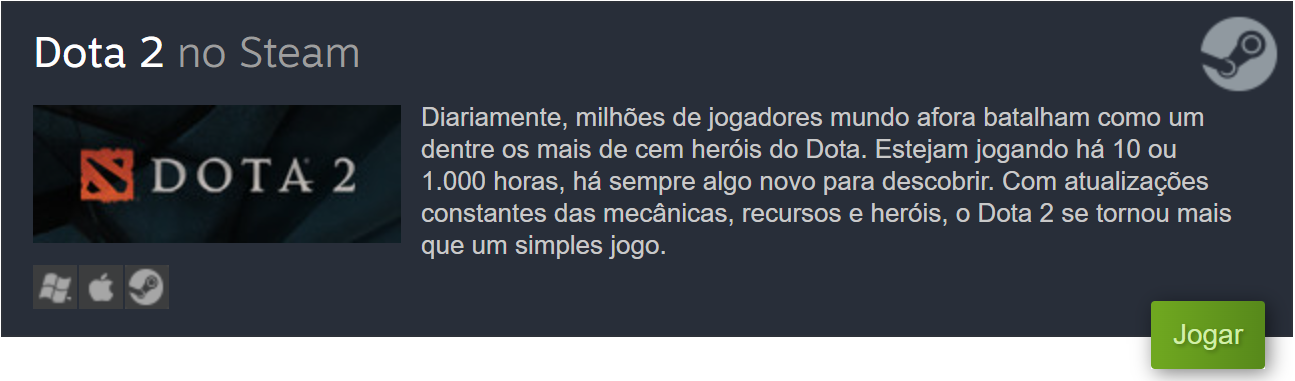 Dota 2 no Steam
DOTA 2
Diariamente, milhões de jogadores mundo afora batalham como um
dentre os mais de cem heróis do Dota. Estejam jogando há 10 ou
1.000 horas, há sempre algo novo para descobrir. Com atualizações
constantes das mecânicas, recursos e heróis, o Dota 2 se tornou mais
que um simples jogo.
Jogar